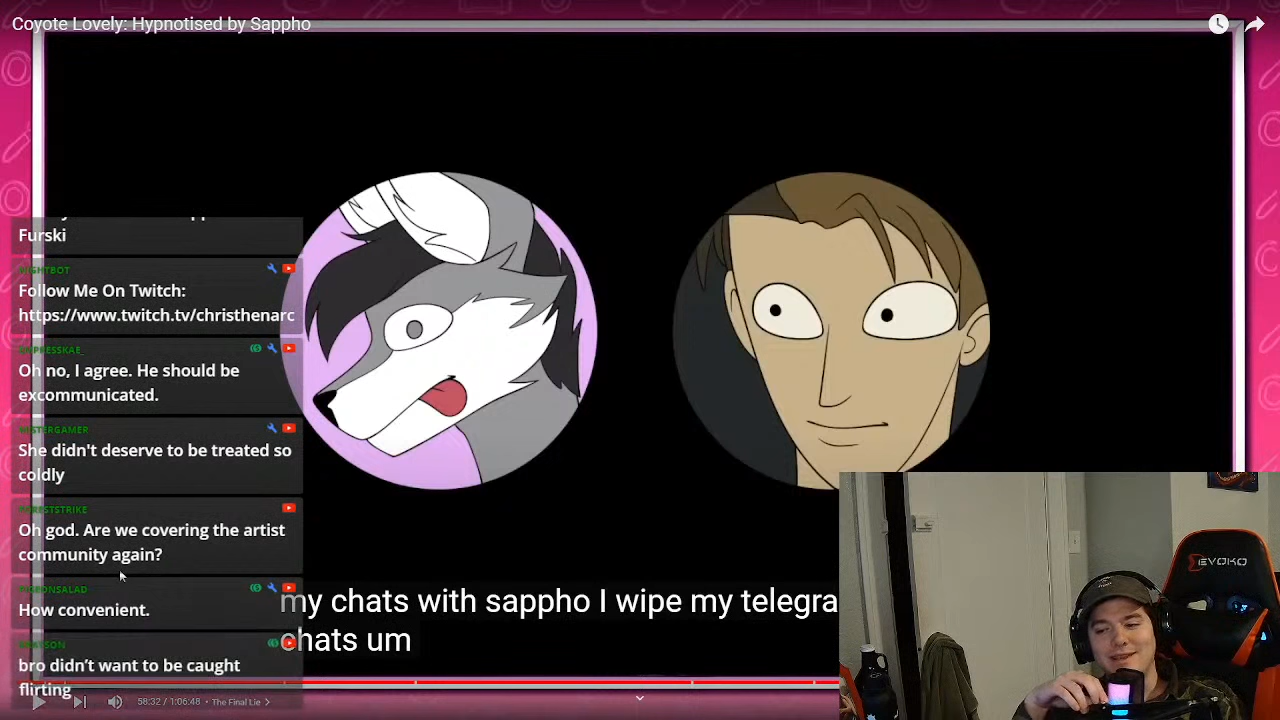 Coyote Lovely: Hypnotised by Sappho
Furski
Follow Me On Twitch:
https://www.twitch.tv/christhenarc
Oh no, I agree. He should be
excommunicated.
She didn't deserve to be treated so
coldly
Oh god. Are we covering the artist
community again?
How convenient.
bro didn't want to be caught
flirting
my chats with sappho I wipe my telegra
chats um
58:32 / 1:06:48 • The Final Lie >
EVOKO